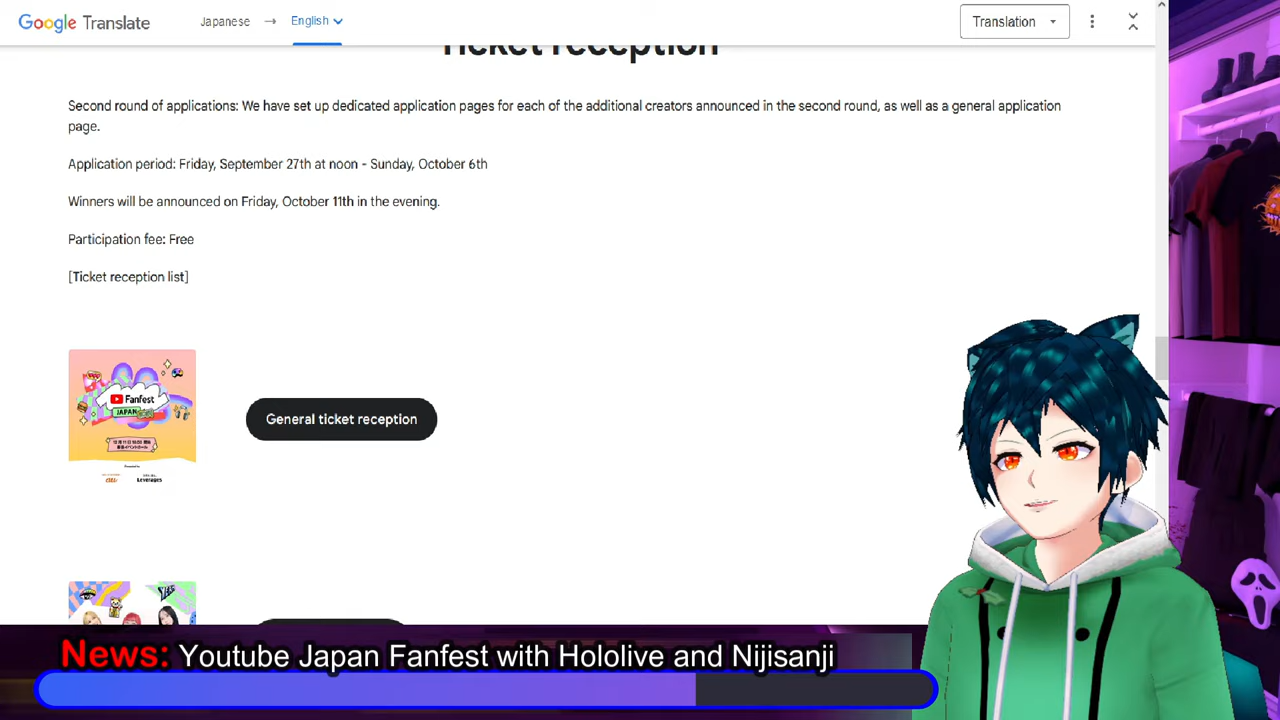 Google Translate
Japanese → English
Translation
Ticket reception
Second round of applications: We have set up dedicated application pages for each of the additional creators announced in the second round, as well as a general application
page.
Application period: Friday, September 27th at noon - Sunday, October 6th
Winners will be announced on Friday, October 11th in the evening.
Participation fee: Free
[Ticket reception list]
Fanfest
JAPAN
General ticket reception
Leverages
News: Youtube Japan Fanfest with Hololive and Nijisanji